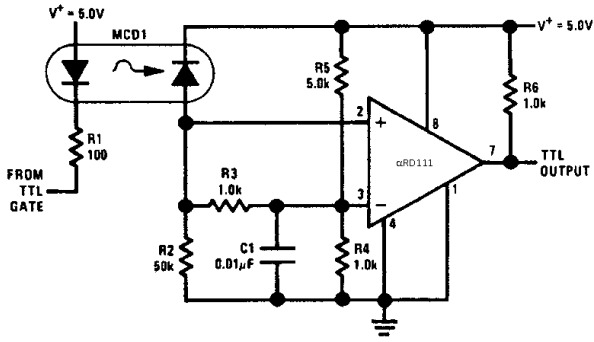 V⁺ = 5.0V
MCD1
V⁺ = 5.0V
R5
5.0k
R6
1.0k
2
+
8
R1
100
αRD111
7
TTL
OUTPUT
FROM
TTL
GATE
R3
1.0k
3
−
1
4
R2
50k
C1
0.01μF
R4
1.0k